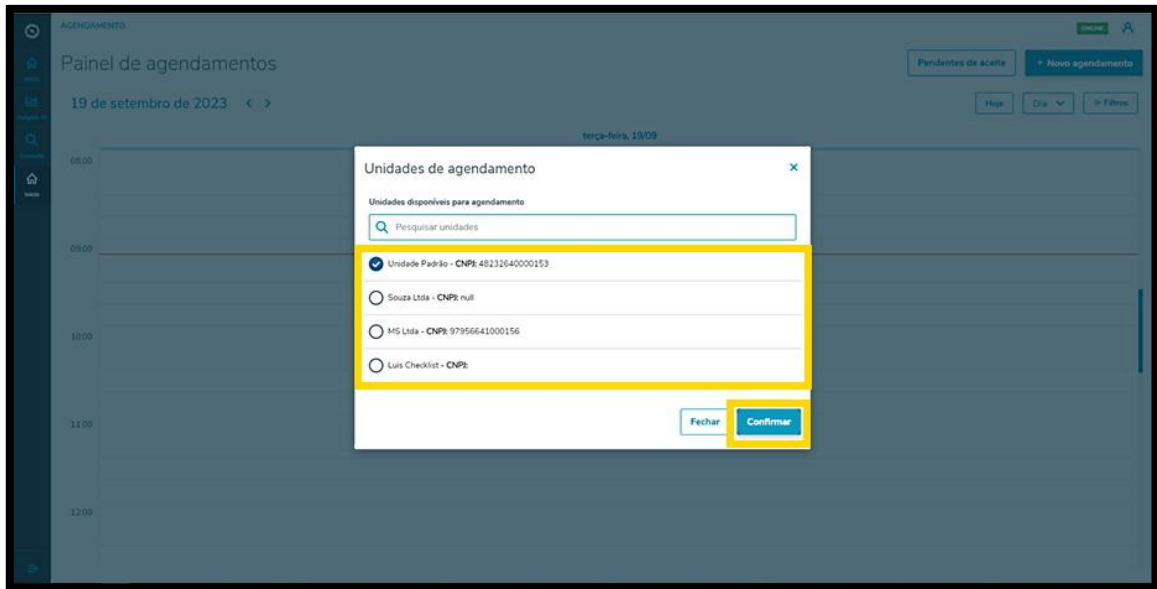 AGENDAMENTO
ONLINE
Painel de agendamentos
Pendentes de aceite
+ Novo agendamento
19 de setembro de 2023 < >
Hoje
Dia
Filtros
terça-feira, 19/09
08:00
Unidades de agendamento
Unidades disponíveis para agendamento
Pesquisar unidades
09:00
Unidade Padrão - CNPJ: 48232640000153
Souza Ltda - CNPJ: null
10:00
MS Ltda - CNPJ: 97956641000156
Luis Checklist - CNPJ:
11:00
Fechar
Confirmar
12:00
Início